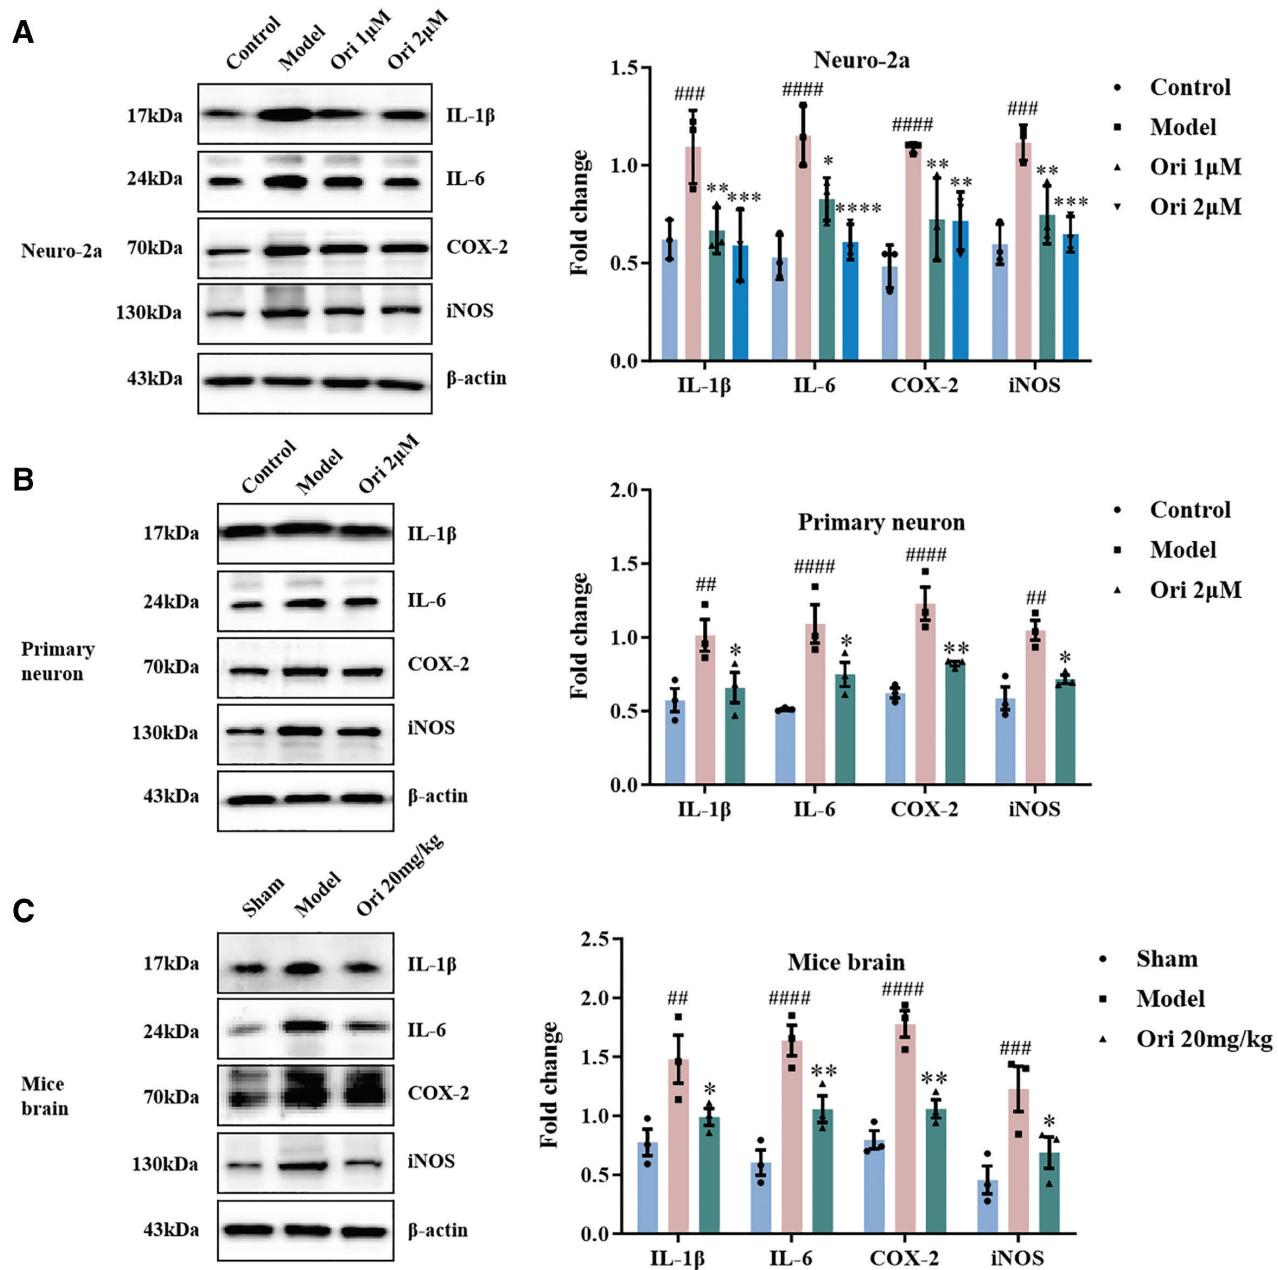 A
Control
Model
Ori 1μM
Ori 2μM
Neuro-2a
17kDa
IL-1β
24kDa
IL-6
70kDa
COX-2
130kDa
iNOS
43kDa
β-actin
Neuro-2a
Fold change
1.5
1.0
0.5
0.0
###
**
***
####
*
****
####
**
**
###
**
***
IL-1β
IL-6
COX-2
iNOS
Control
Model
Ori 1μM
Ori 2μM
B
Control
Model
Ori 2μM
Primary
neuron
17kDa
IL-1β
24kDa
IL-6
70kDa
COX-2
130kDa
iNOS
43kDa
β-actin
Primary neuron
Fold change
2.0
1.5
1.0
0.5
0.0
##
*
####
*
####
**
##
*
IL-1β
IL-6
COX-2
iNOS
Control
Model
Ori 2μM
C
Sham
Model
Ori 20mg/kg
Mice
brain
17kDa
IL-1β
24kDa
IL-6
70kDa
COX-2
130kDa
iNOS
43kDa
β-actin
Mice brain
Fold change
2.5
2.0
1.5
1.0
0.5
0.0
##
*
####
**
####
**
###
*
IL-1β
IL-6
COX-2
iNOS
Sham
Model
Ori 20mg/kg